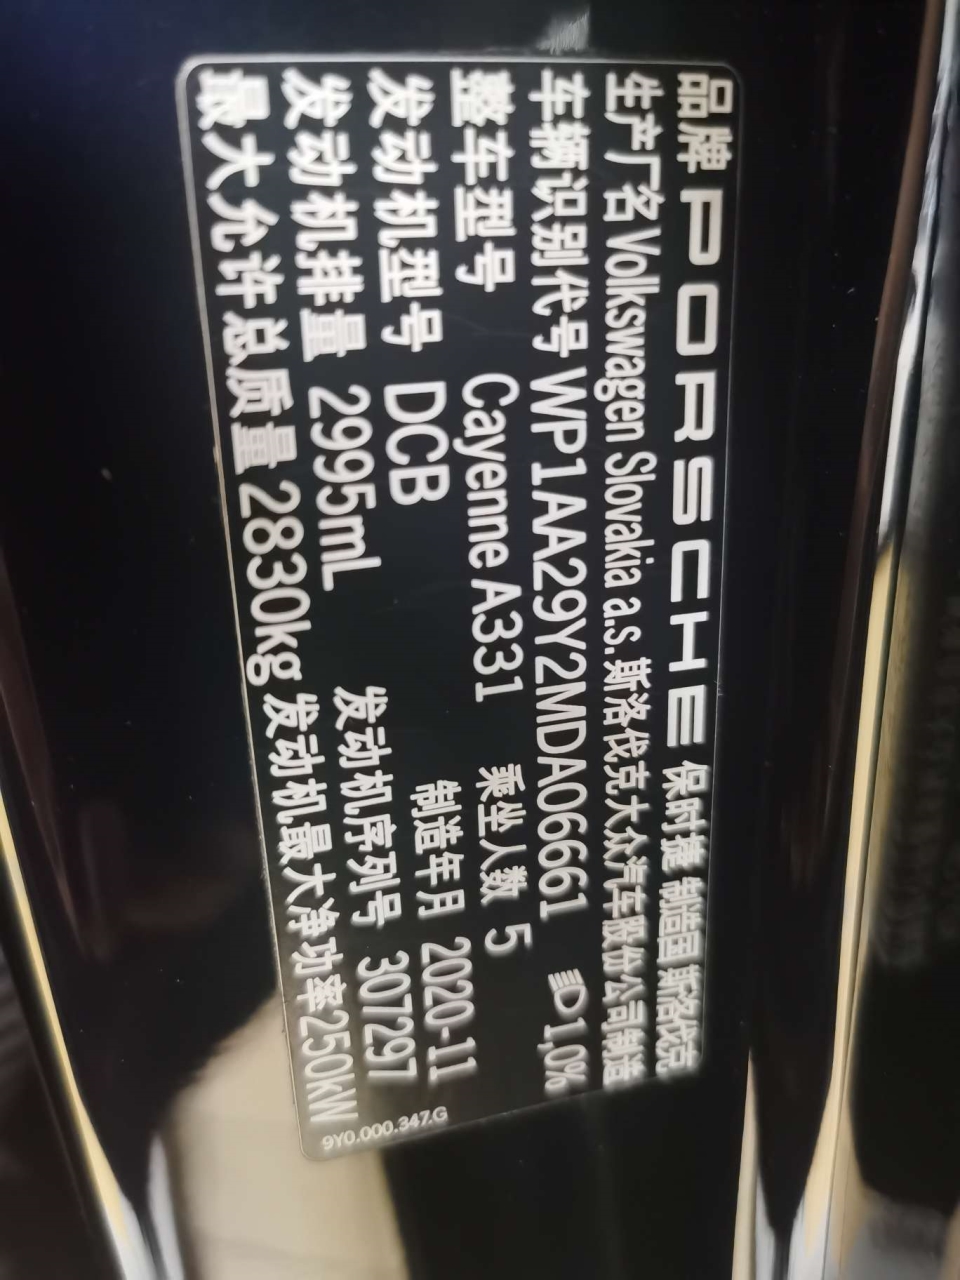 品牌 PORSCHE 保时捷 制造国 斯洛伐克
生产厂名 Volkswagen Slovakia a.s. 斯洛伐克大众汽车股份公司制造
车辆识别代号 WP1AA29Y2MDA06661 1,0%
整车型号 Cayenne A331 乘坐人数 5
发动机型号 DCB 制造年月 2020-11
发动机排量 2995mL 发动机序列号 307297
最大允许总质量 2830kg 发动机最大净功率 250kW
9Y0.000.347.G